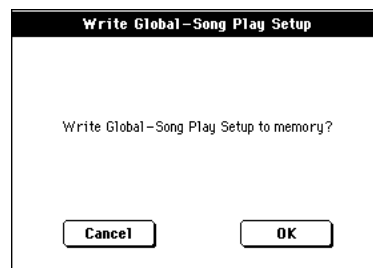 Write Global-Song Play Setup
Write Global-Song Play Setup to memory?
Cancel
OK